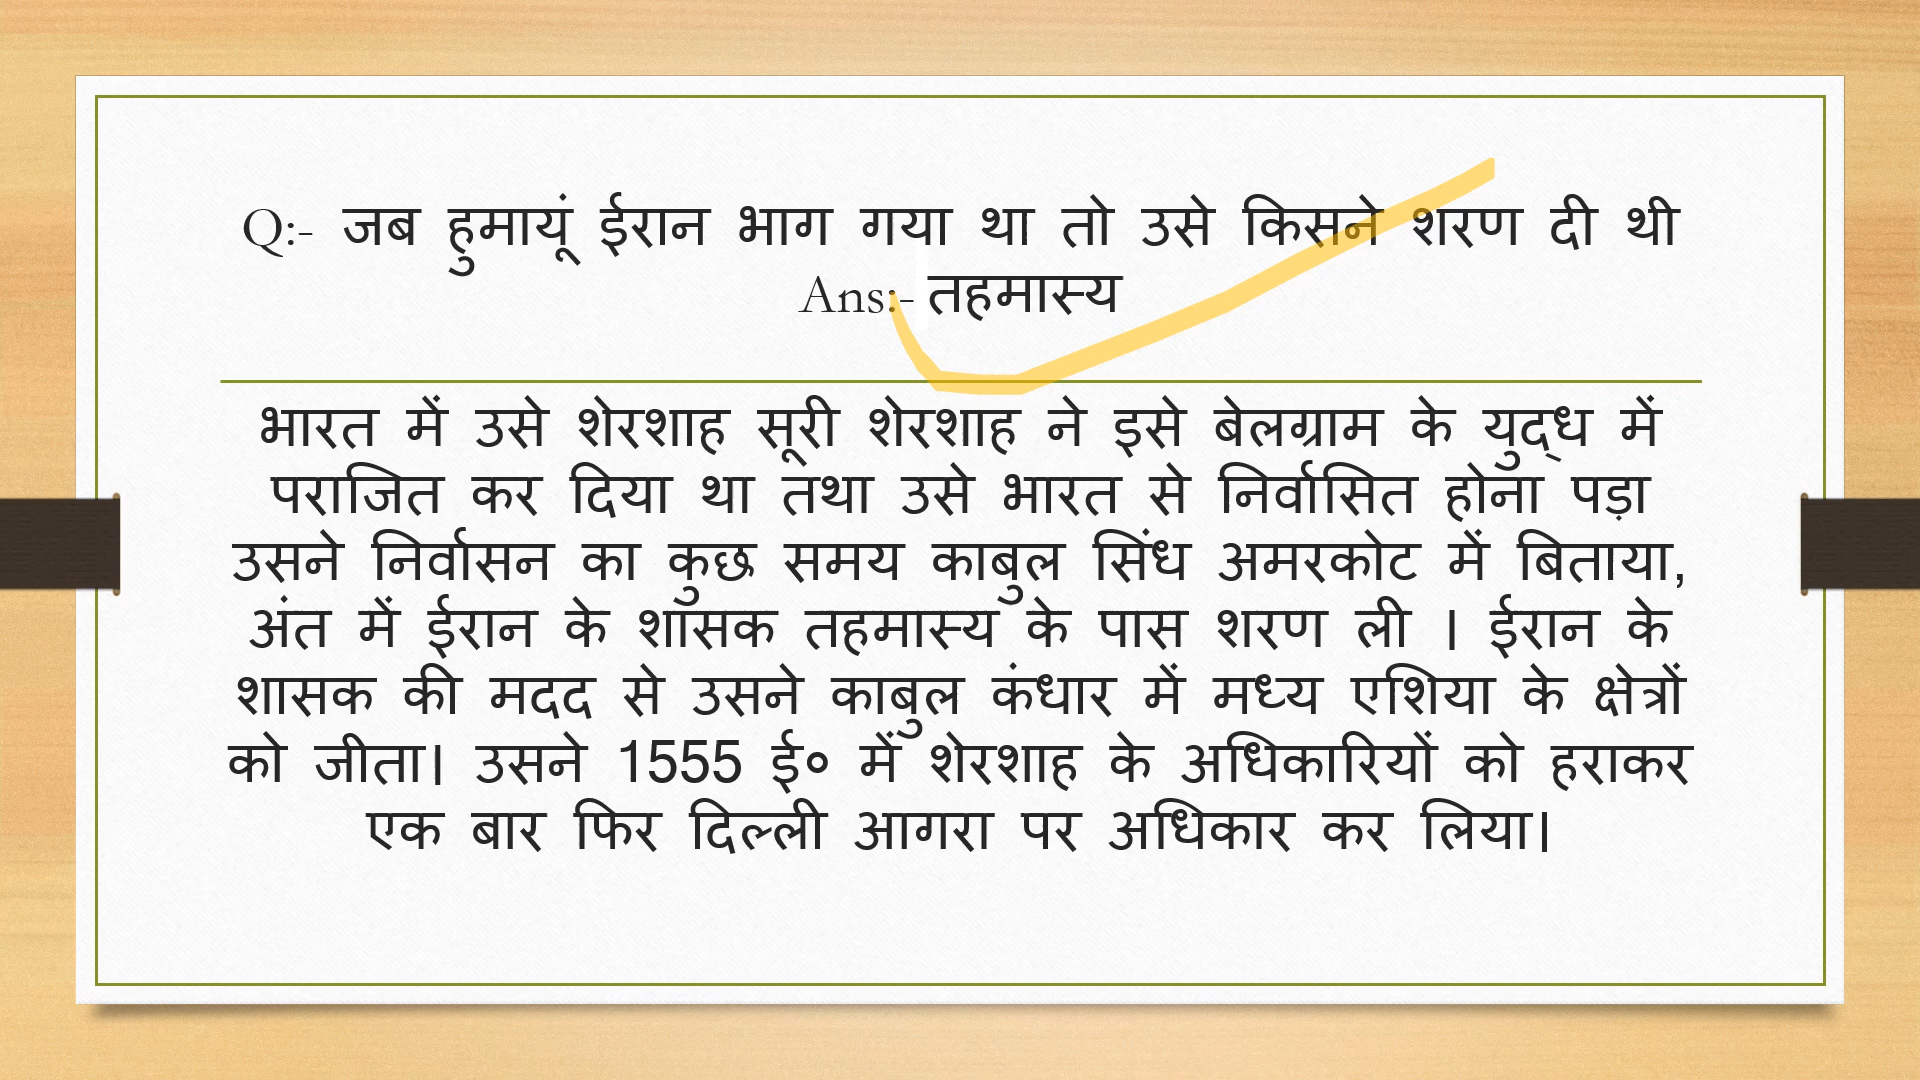 Q:- जब हुमायूं ईरान भाग गया था तो उसे किसने शरण दी थी
Ans:- तहमास्य
भारत में उसे शेरशाह सूरी शेरशाह ने इसे बेलग्राम के युद्ध में
पराजित कर दिया था तथा उसे भारत से निर्वासित होना पड़ा
उसने निर्वासन का कुछ समय काबुल सिंध अमरकोट में बिताया,
अंत में ईरान के शासक तहमास्य के पास शरण ली । ईरान के
शासक की मदद से उसने काबुल कंधार में मध्य एशिया के क्षेत्रों
को जीता। उसने 1555 ई० में शेरशाह के अधिकारियों को हराकर
एक बार फिर दिल्ली आगरा पर अधिकार कर लिया।